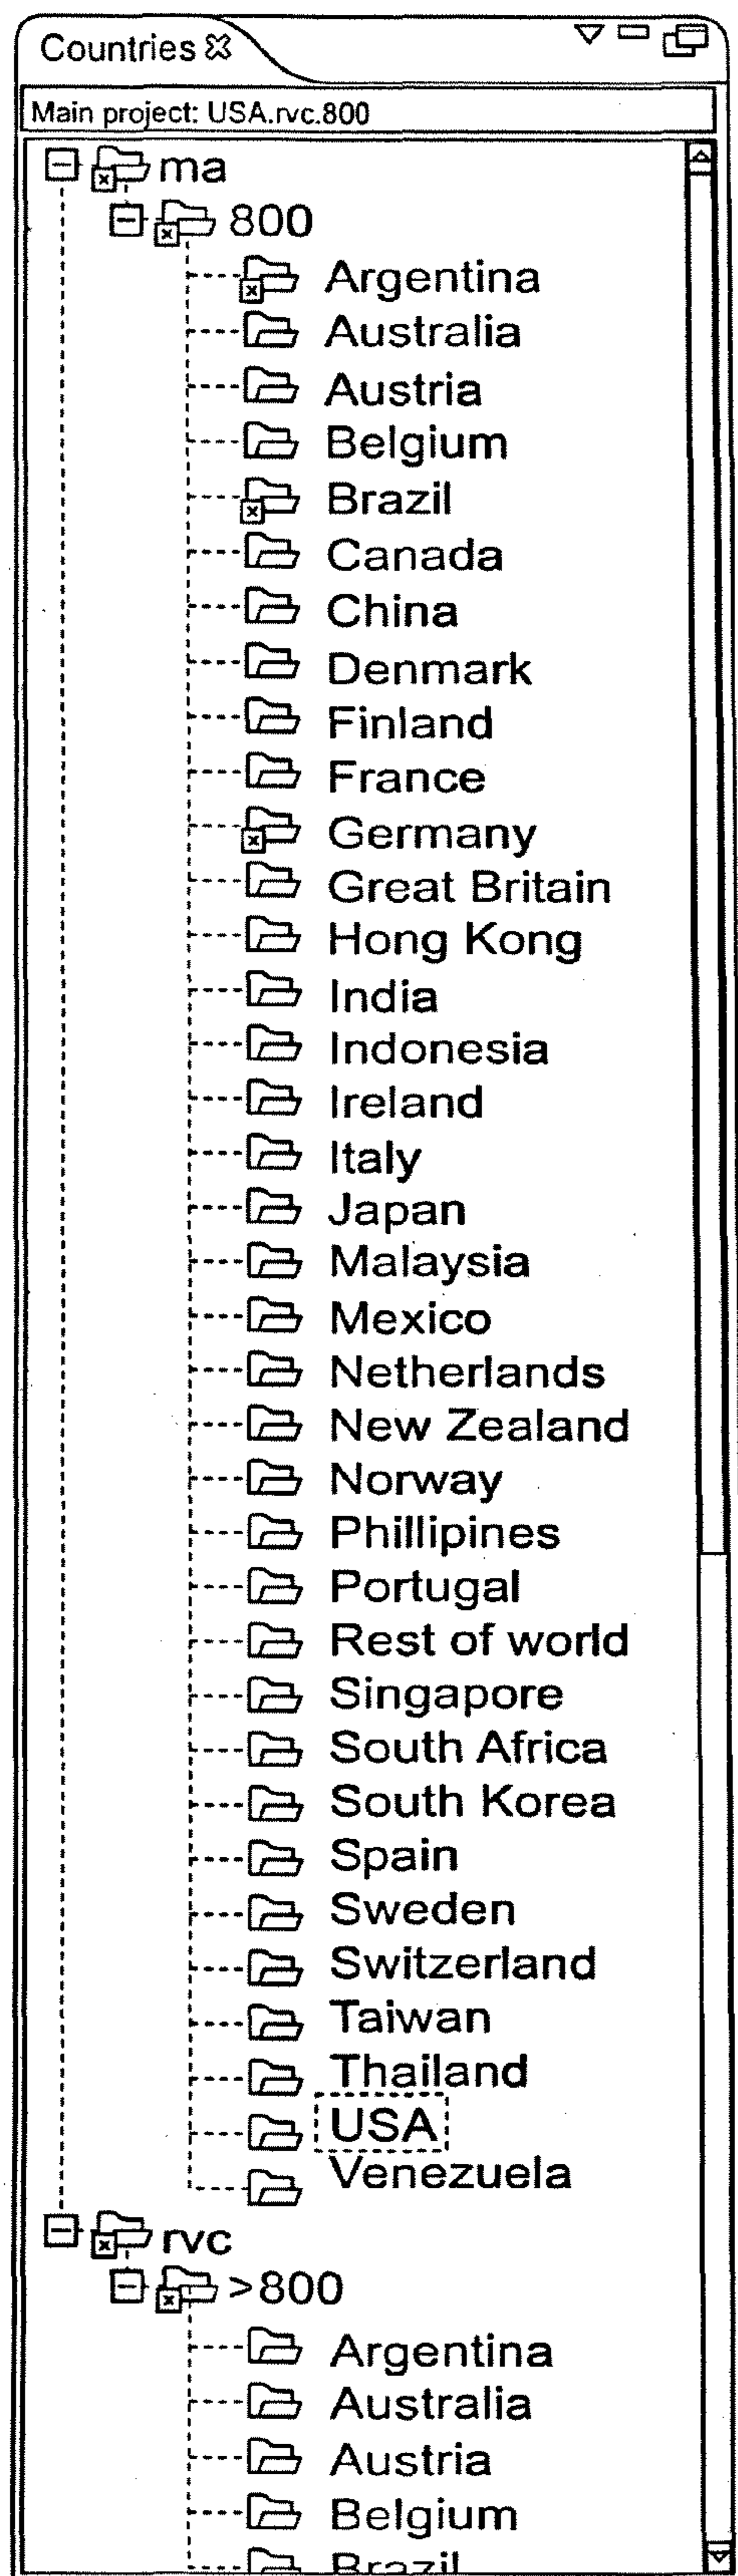 Countries
Main project: USA.rvc.800
ma
800
Argentina
Australia
Austria
Belgium
Brazil
Canada
China
Denmark
Finland
France
Germany
Great Britain
Hong Kong
India
Indonesia
Ireland
Italy
Japan
Malaysia
Mexico
Netherlands
New Zealand
Norway
Phillipines
Portugal
Rest of world
Singapore
South Africa
South Korea
Spain
Sweden
Switzerland
Taiwan
Thailand
USA
Venezuela
rvc
>800
Argentina
Australia
Austria
Belgium
Brazil